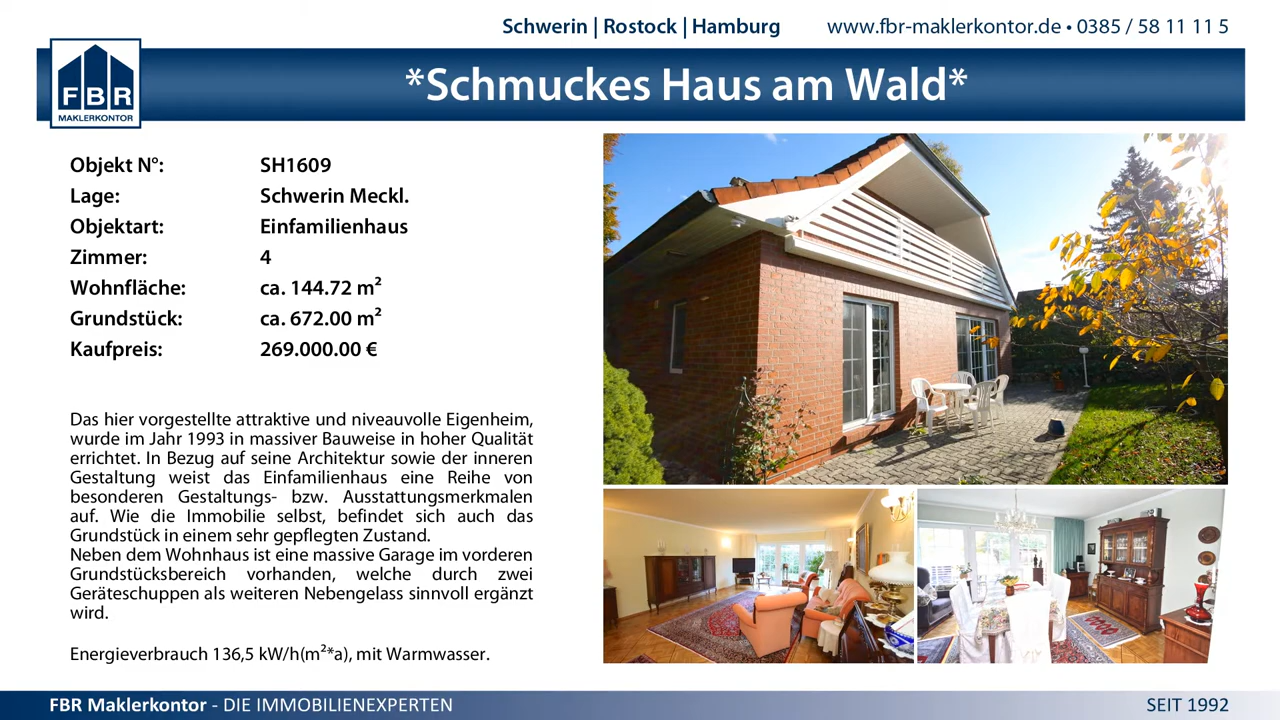 Schwerin | Rostock | Hamburg www.fbr-maklerkontor.de • 0385 / 58 11 11 5
FBR
MAKLERKONTOR
*Schmuckes Haus am Wald*
Objekt N°: SH1609
Lage: Schwerin Meckl.
Objektart: Einfamilienhaus
Zimmer: 4
Wohnfläche: ca. 144.72 m²
Grundstück: ca. 672.00 m²
Kaufpreis: 269.000.00 €
Das hier vorgestellte attraktive und niveauvolle Eigenheim,
wurde im Jahr 1993 in massiver Bauweise in hoher Qualität
errichtet. In Bezug auf seine Architektur sowie der inneren
Gestaltung weist das Einfamilienhaus eine Reihe von
besonderen Gestaltungs- bzw. Ausstattungsmerkmalen
auf. Wie die Immobilie selbst, befindet sich auch das
Grundstück in einem sehr gepflegten Zustand.
Neben dem Wohnhaus ist eine massive Garage im vorderen
Grundstücksbereich vorhanden, welche durch zwei
Geräteschuppen als weiteren Nebengelass sinnvoll ergänzt
wird.
Energieverbrauch 136,5 kW/h(m²*a), mit Warmwasser.
FBR Maklerkontor - DIE IMMOBILIENEXPERTEN SEIT 1992